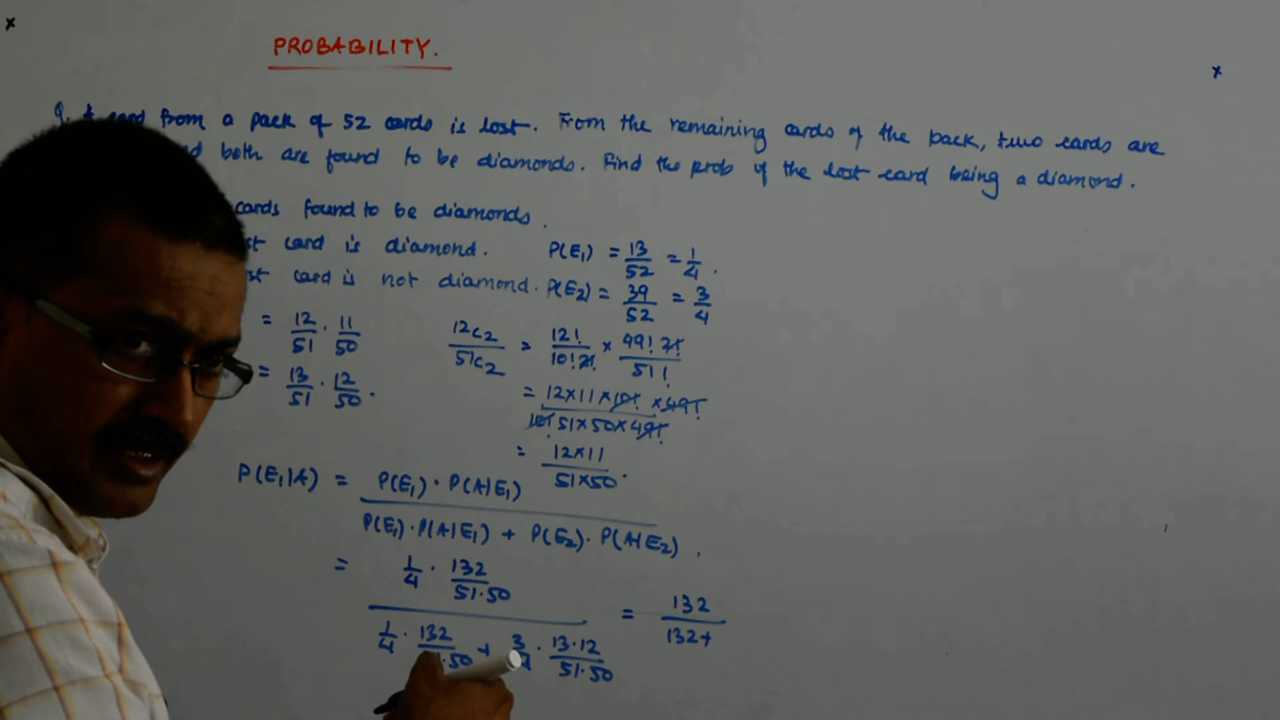 PROBABILITY.
Q. from a pack of 52 cards is lost. From the remaining cards of the pack, two cards are
both are found to be diamonds. Find the prob of the lost card being a diamond.
cards found to be diamonds.
card is diamond. P(E₁) = 13/52 = 1/4.
card is not diamond. P(E₂) = 39/52 = 3/4
= 12/51 · 11/50
12C₂/51C₂ = 12!/10!2! × 49!2!/51!
= 13/51 · 12/50.
= 12×11×10!×49!/10!51×50×49!
= 12×11/51×50.
P(E₁|A) = P(E₁)·P(A|E₁)/P(E₁)·P(A|E₁) + P(E₂)·P(A|E₂).
= 1/4 · 132/51·50 / 1/4 · 132/ ·50 + 3/4 · 13·12/51·50 = 132/132+